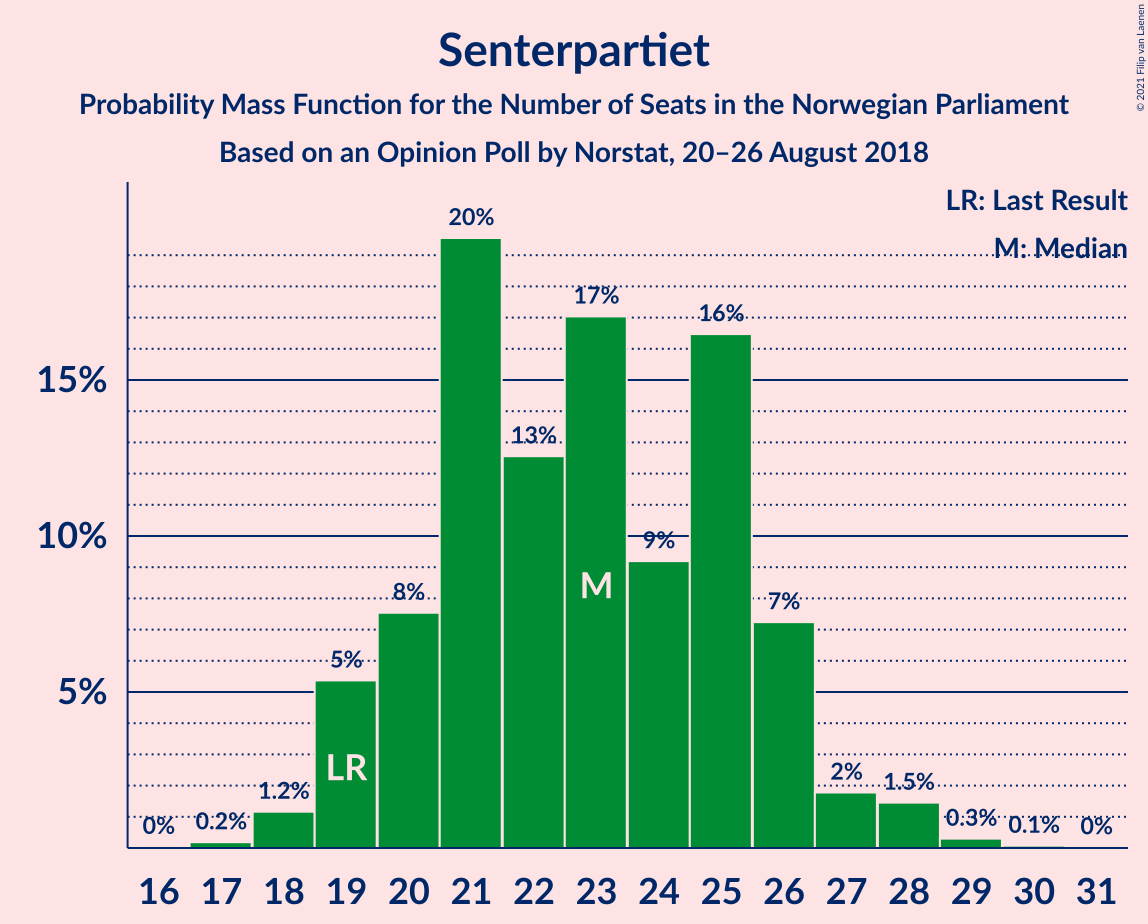 Senterpartiet
Probability Mass Function for the Number of Seats in the Norwegian Parliament
Based on an Opinion Poll by Norstat, 20–26 August 2018
© 2021 Filip van Laenen
LR: Last Result
M: Median
15%
10%
5%
0%
0.2%
1.2%
5%
8%
20%
13%
17%
9%
16%
7%
2%
1.5%
0.3%
0.1%
0%
LR
M
16 17 18 19 20 21 22 23 24 25 26 27 28 29 30 31